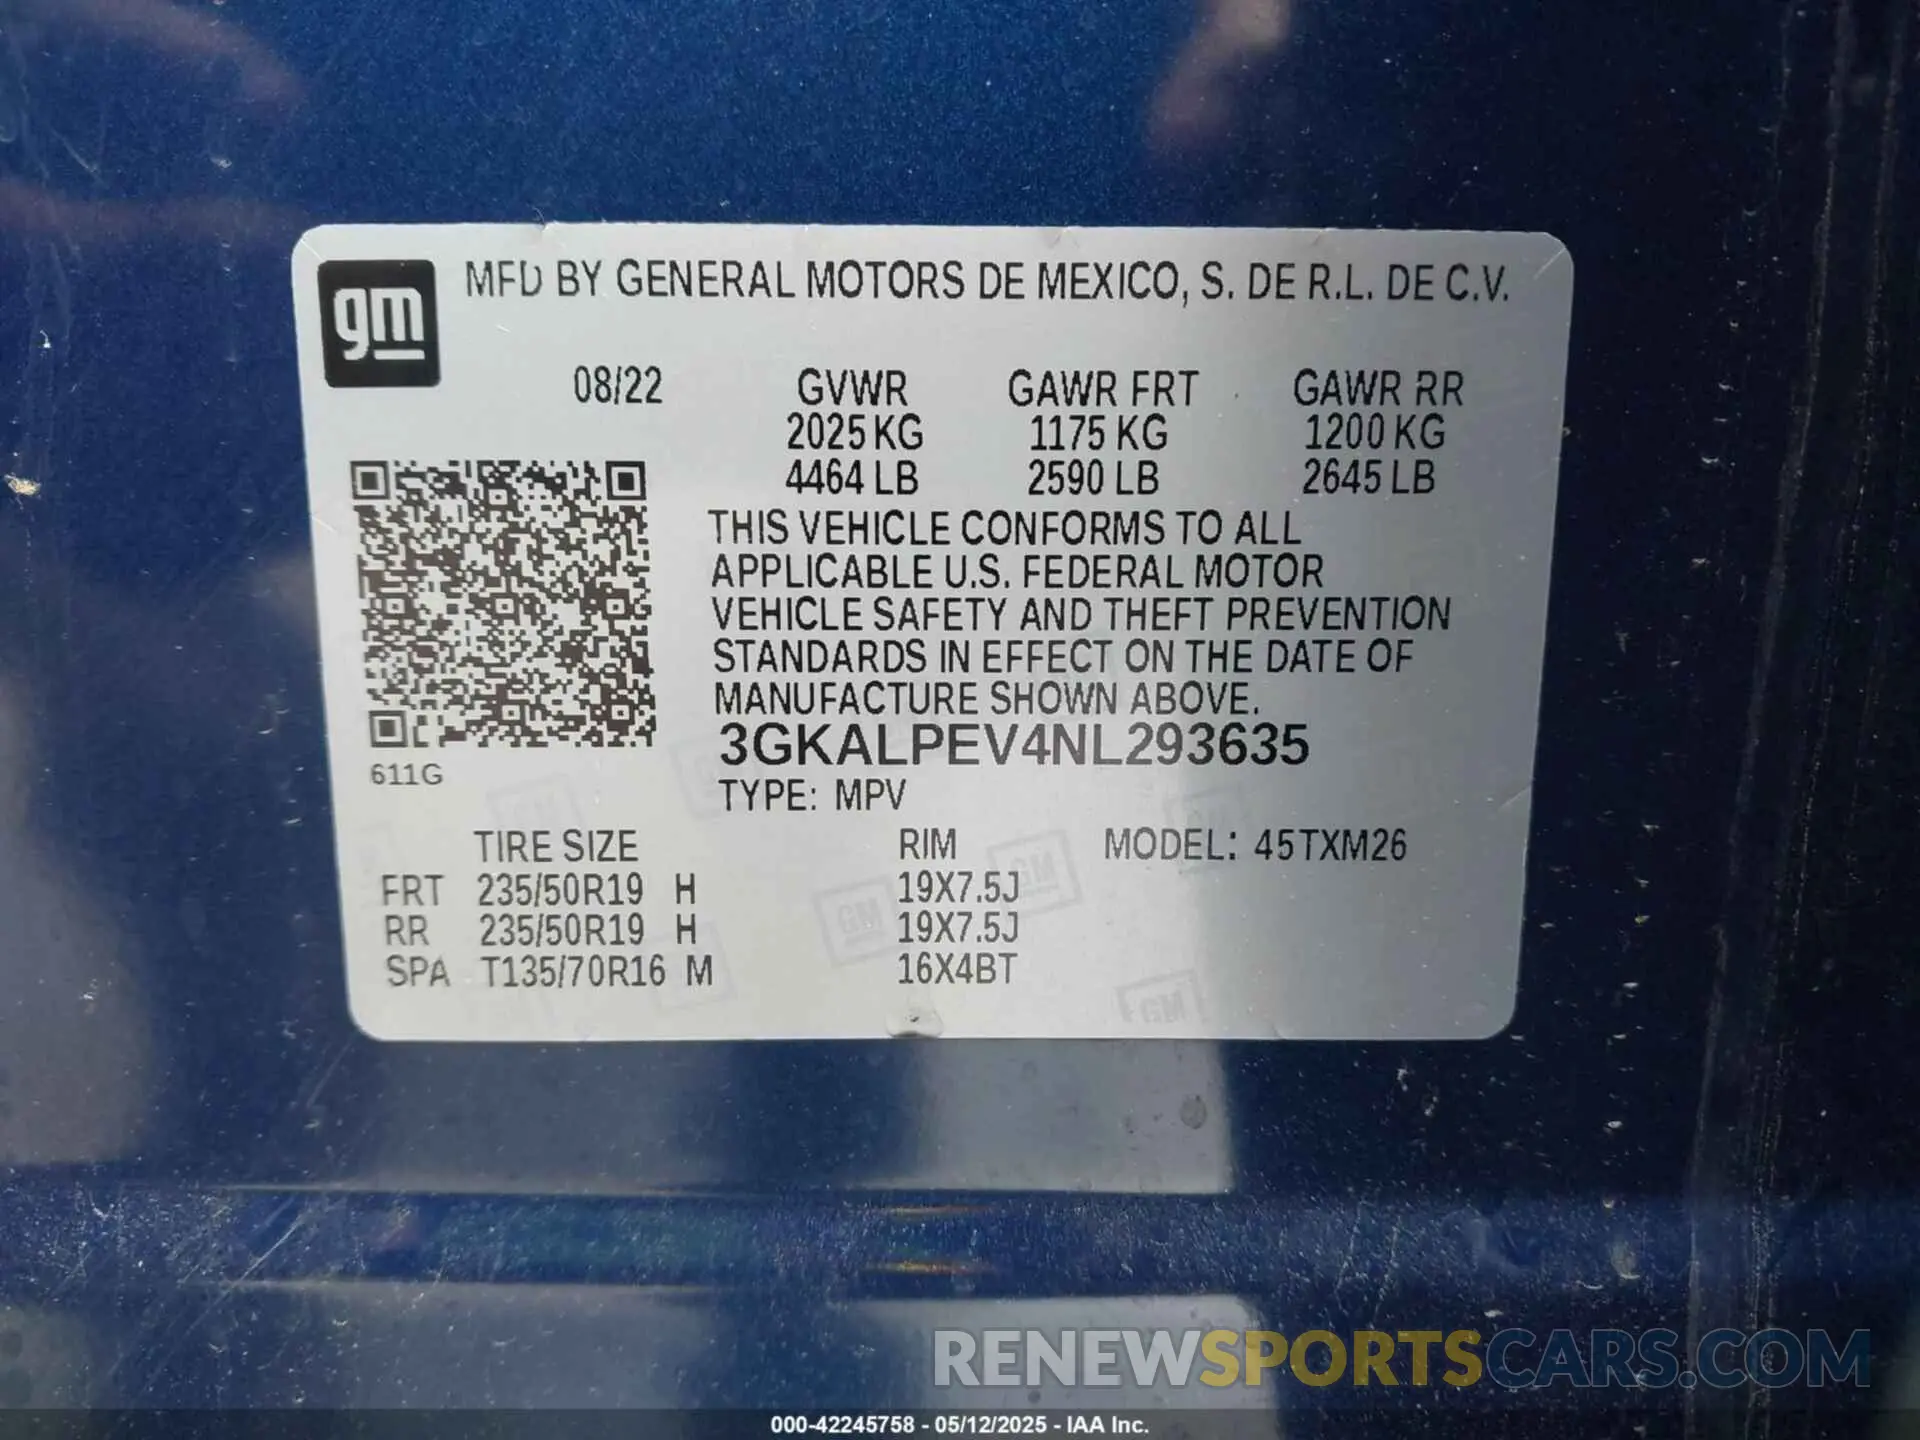 gm
MFD BY GENERAL MOTORS DE MEXICO, S. DE R.L. DE C.V.
08/22 GVWR GAWR FRT GAWR RR
2025 KG 1175 KG 1200 KG
4464 LB 2590 LB 2645 LB
THIS VEHICLE CONFORMS TO ALL
APPLICABLE U.S. FEDERAL MOTOR
VEHICLE SAFETY AND THEFT PREVENTION
STANDARDS IN EFFECT ON THE DATE OF
MANUFACTURE SHOWN ABOVE.
3GKALPEV4NL293635
611G
TYPE: MPV
TIRE SIZE RIM MODEL: 45TXM26
FRT 235/50R19 H 19X7.5J
RR 235/50R19 H 19X7.5J
SPA T135/70R16 M 16X4BT
GM
GM
GM
GM
RENEWSPORTSCARS.COM
000-42245758 - 05/12/2025 - IAA Inc.